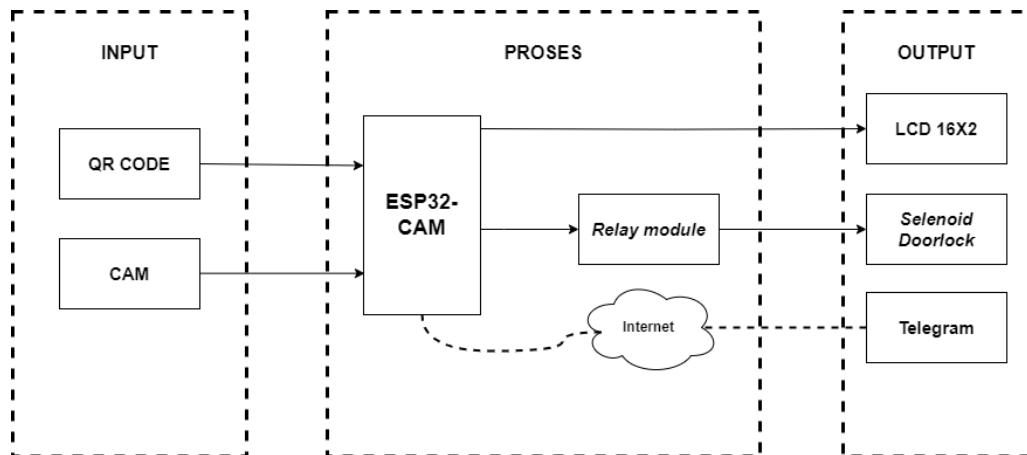 INPUT
PROSES
OUTPUT
QR CODE
CAM
ESP32-
CAM
Relay module
Internet
LCD 16X2
Selenoid
Doorlock
Telegram